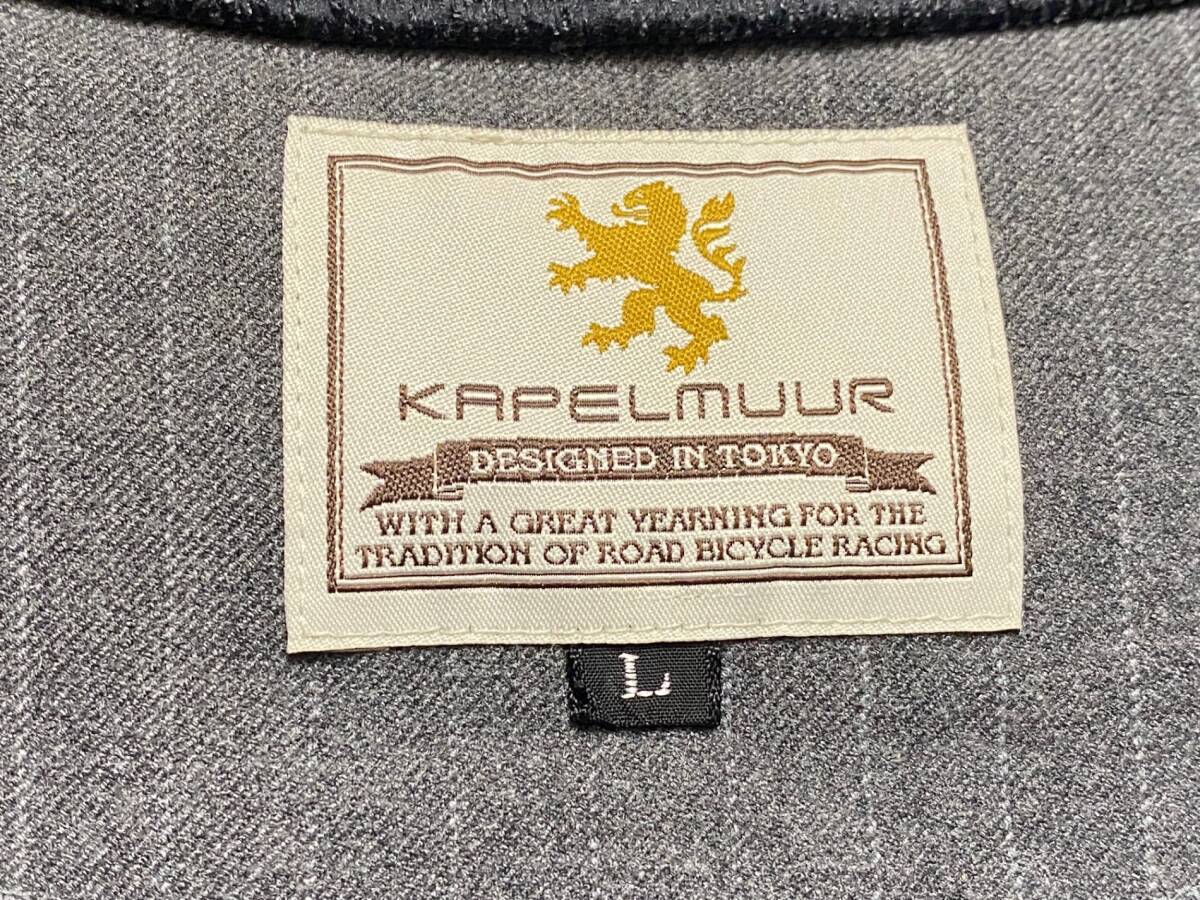 KAPELMUUR
DESIGNED IN TOKYO
WITH A GREAT YEARNING FOR THE
TRADITION OF ROAD BICYCLE RACING
L